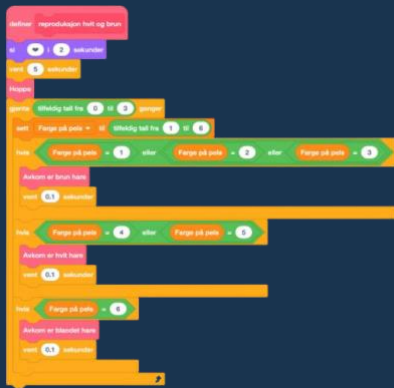 definer reproduksjon hvit og brun
si ❤ i 2 sekunder
vent 5 sekunder
Hoppe
gjenta tilfeldig tall fra 0 til 3 ganger
sett Farge på pels til tilfeldig tall fra 1 til 6
hvis Farge på pels = 1 eller Farge på pels = 2 eller Farge på pels = 3
Avkom er brun hare
vent 0,1 sekunder
hvis Farge på pels = 4 eller Farge på pels = 5
Avkom er hvit hare
vent 0,1 sekunder
hvis Farge på pels = 6
Avkom er blandet hare
vent 0,1 sekunder